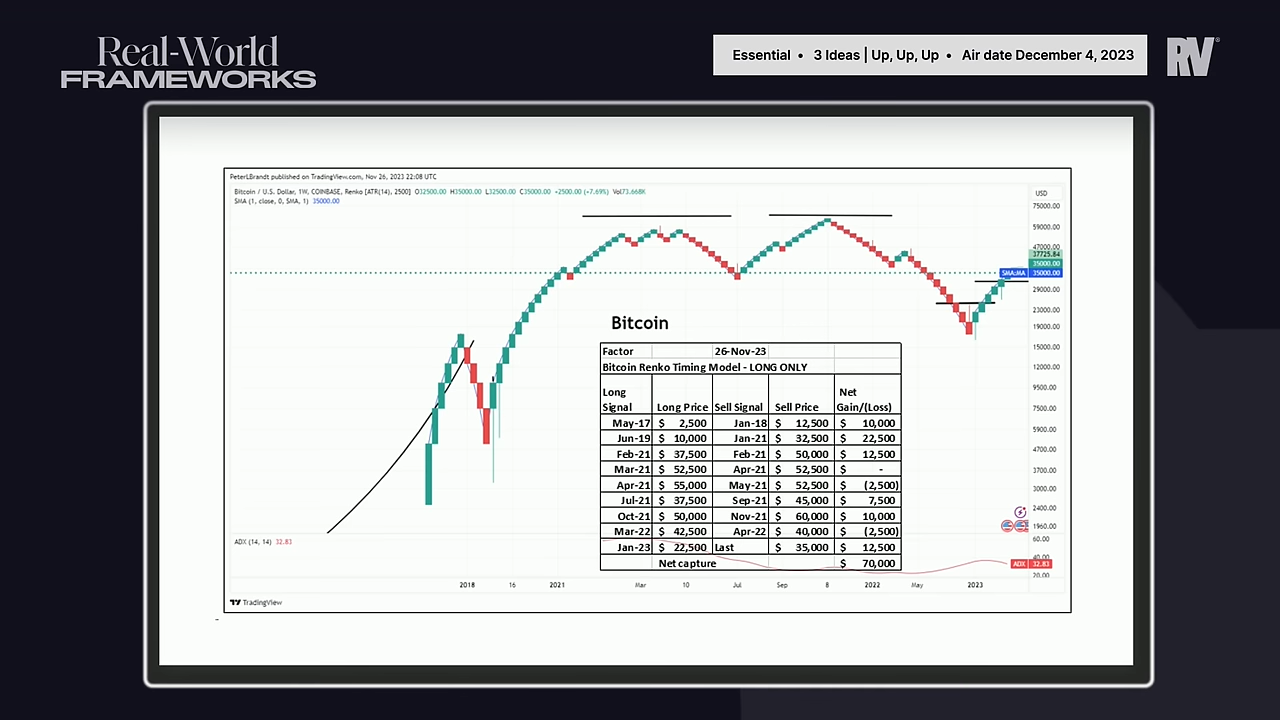 Real-World
FRAMEWORKS
Essential • 3 Ideas | Up, Up, Up • Air date December 4, 2023
RV
PeterLBrandt published on TradingView.com, Nov 26, 2023 22:08 UTC
Bitcoin / U.S. Dollar, 1W, COINBASE, Renko [ATR(14), 2500] O32500.00 H35000.00 L32500.00 C35000.00 +2500.00 (+7.69%) Vol73.668K
SMA (1, close, 0, SMA, 1) 35000.00
USD
75000.00
59000.00
47000.00
37725.84
35000.00
SMA:MA 35000.00
29000.00
23000.00
19000.00
15000.00
12000.00
9500.00
7500.00
5900.00
4700.00
3700.00
3000.00
2400.00
1960.00
60.00
40.00
ADX 32.83
20.00
Bitcoin
Factor 26-Nov-23
Bitcoin Renko Timing Model - LONG ONLY
Long Signal Long Price Sell Signal Sell Price Net Gain/(Loss)
May-17 $ 2,500 Jan-18 $ 12,500 $ 10,000
Jun-19 $ 10,000 Jan-21 $ 32,500 $ 22,500
Feb-21 $ 37,500 Feb-21 $ 50,000 $ 12,500
Mar-21 $ 52,500 Apr-21 $ 52,500 $ -
Apr-21 $ 55,000 May-21 $ 52,500 $ (2,500)
Jul-21 $ 37,500 Sep-21 $ 45,000 $ 7,500
Oct-21 $ 50,000 Nov-21 $ 60,000 $ 10,000
Mar-22 $ 42,500 Apr-22 $ 40,000 $ (2,500)
Jan-23 $ 22,500 Last $ 35,000 $ 12,500
Net capture $ 70,000
ADX (14, 14) 32.83
2018 16 2021 Mar 10 Jul Sep 8 2022 May 2023
TradingView